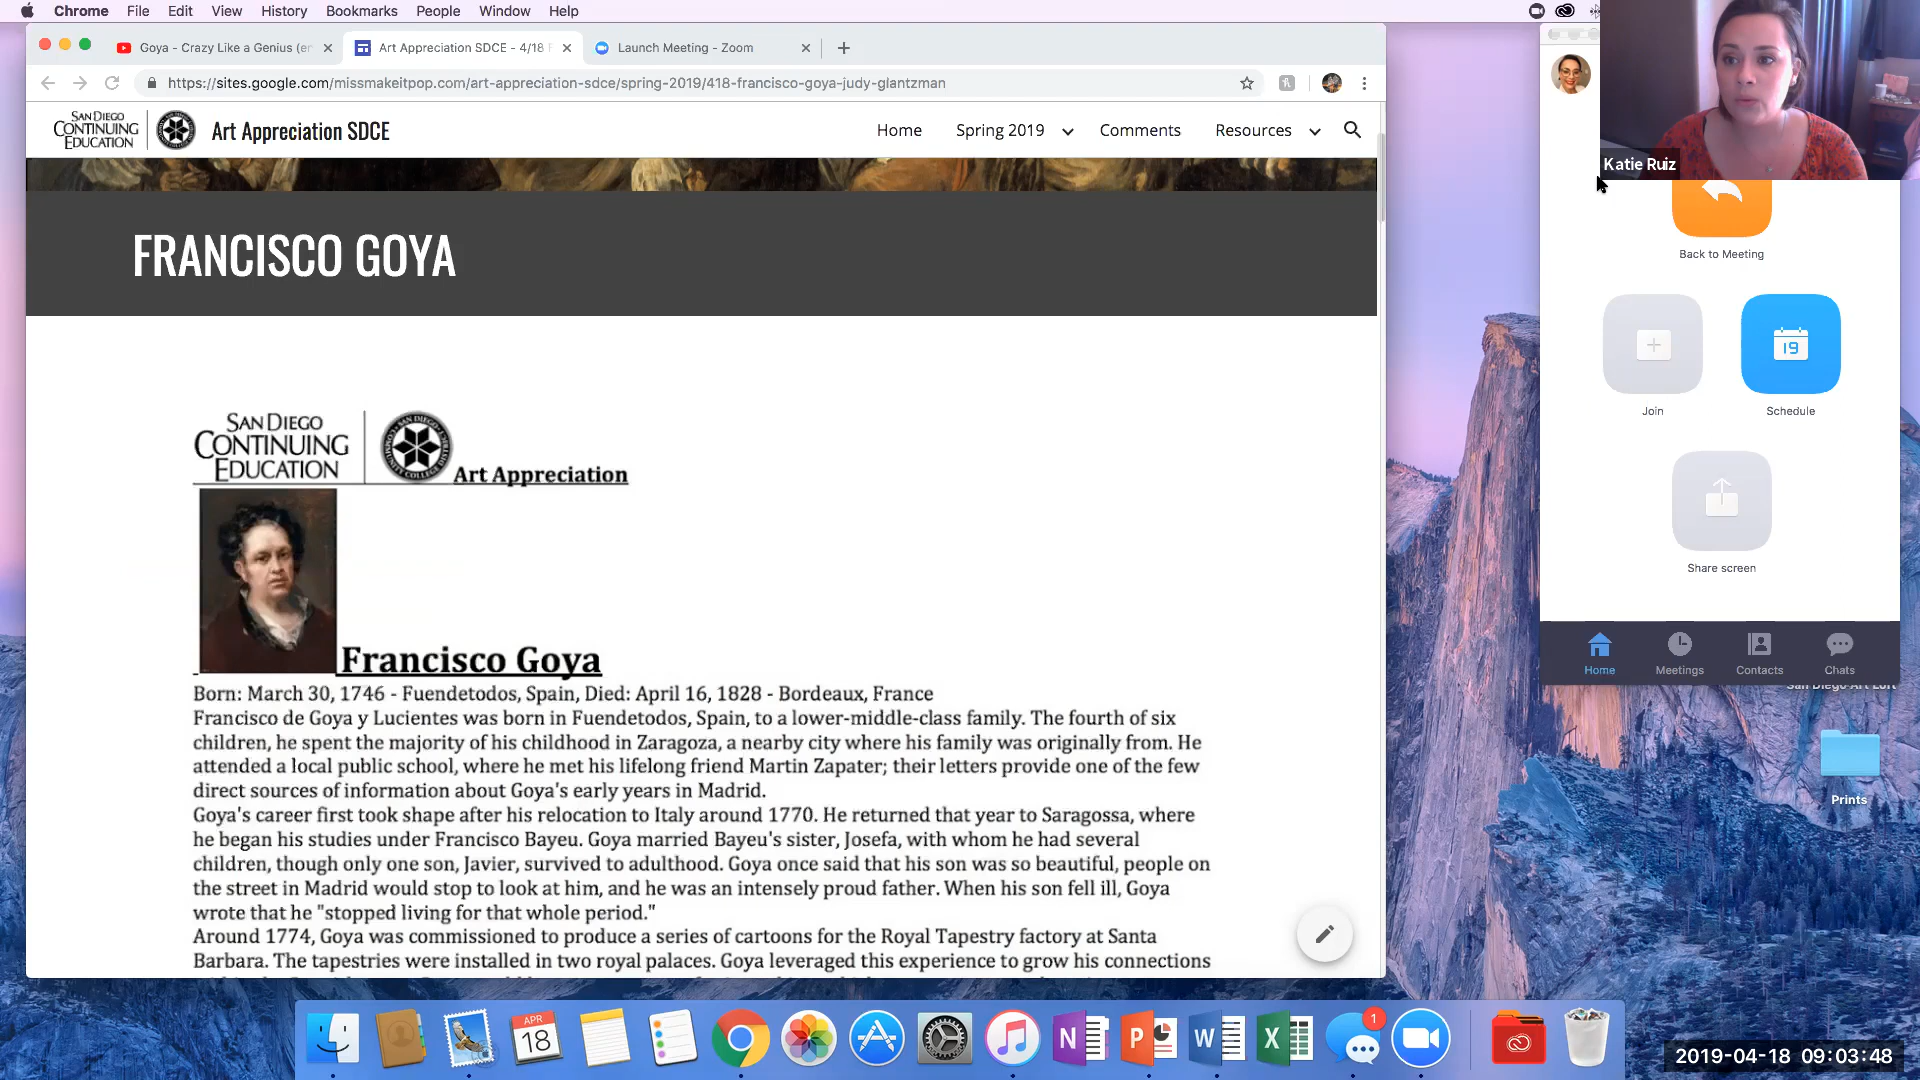 Chrome File Edit View History Bookmarks People Window Help
Goya - Crazy Like a Genius (en
Art Appreciation SDCE - 4/18 F
Launch Meeting - Zoom
https://sites.google.com/missmakeitpop.com/art-appreciation-sdce/spring-2019/418-francisco-goya-judy-glantzman
SAN DIEGO
CONTINUING
EDUCATION
Art Appreciation SDCE
Home Spring 2019 Comments Resources
Katie Ruiz
Back to Meeting
FRANCISCO GOYA
19
Join Schedule
SAN DIEGO
CONTINUING
EDUCATION
Art Appreciation
Share screen
Home Meetings Contacts Chats
San Diego Art Loft
Prints
Francisco Goya
Born: March 30, 1746 - Fuendetodos, Spain, Died: April 16, 1828 - Bordeaux, France
Francisco de Goya y Lucientes was born in Fuendetodos, Spain, to a lower-middle-class family. The fourth of six
children, he spent the majority of his childhood in Zaragoza, a nearby city where his family was originally from. He
attended a local public school, where he met his lifelong friend Martin Zapater; their letters provide one of the few
direct sources of information about Goya's early years in Madrid.
Goya's career first took shape after his relocation to Italy around 1770. He returned that year to Saragossa, where
he began his studies under Francisco Bayeu. Goya married Bayeu's sister, Josefa, with whom he had several
children, though only one son, Javier, survived to adulthood. Goya once said that his son was so beautiful, people on
the street in Madrid would stop to look at him, and he was an intensely proud father. When his son fell ill, Goya
wrote that he "stopped living for that whole period."
Around 1774, Goya was commissioned to produce a series of cartoons for the Royal Tapestry factory at Santa
Barbara. The tapestries were installed in two royal palaces. Goya leveraged this experience to grow his connections
APR
18
N P W X
1
2019-04-18 09:03:48